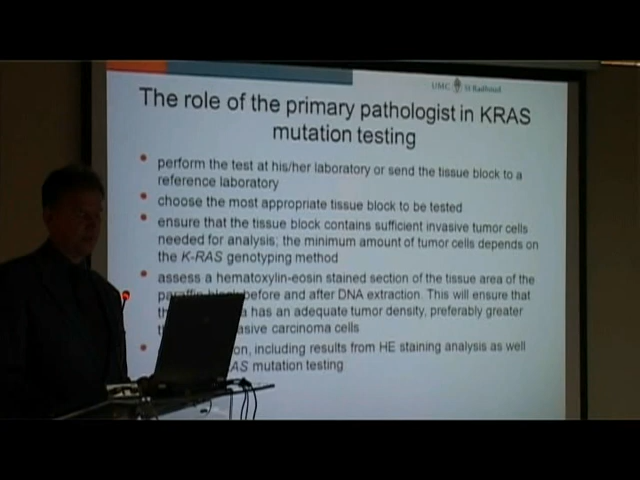 UMC St Radboud
The role of the primary pathologist in KRAS
mutation testing
• perform the test at his/her laboratory or send the tissue block to a
reference laboratory
• choose the most appropriate tissue block to be tested
• ensure that the tissue block contains sufficient invasive tumor cells
needed for analysis; the minimum amount of tumor cells depends on
the K-RAS genotyping method
• assess a hematoxylin-eosin stained section of the tissue area of the
paraffin block before and after DNA extraction. This will ensure that
has an adequate tumor density, preferably greater
carcinoma cells
• including results from HE staining analysis as well
mutation testing